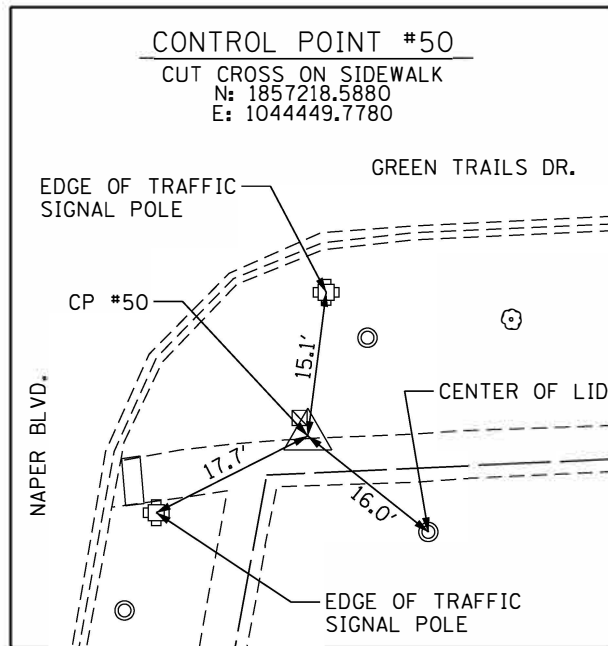 CONTROL POINT #50
CUT CROSS ON SIDEWALK
N: 1857218.5880
E: 1044449.7780
GREEN TRAILS DR.
EDGE OF TRAFFIC
SIGNAL POLE
CP #50
15.1'
CENTER OF LID
NAPER BLVD.
17.7'
16.0'
EDGE OF TRAFFIC
SIGNAL POLE